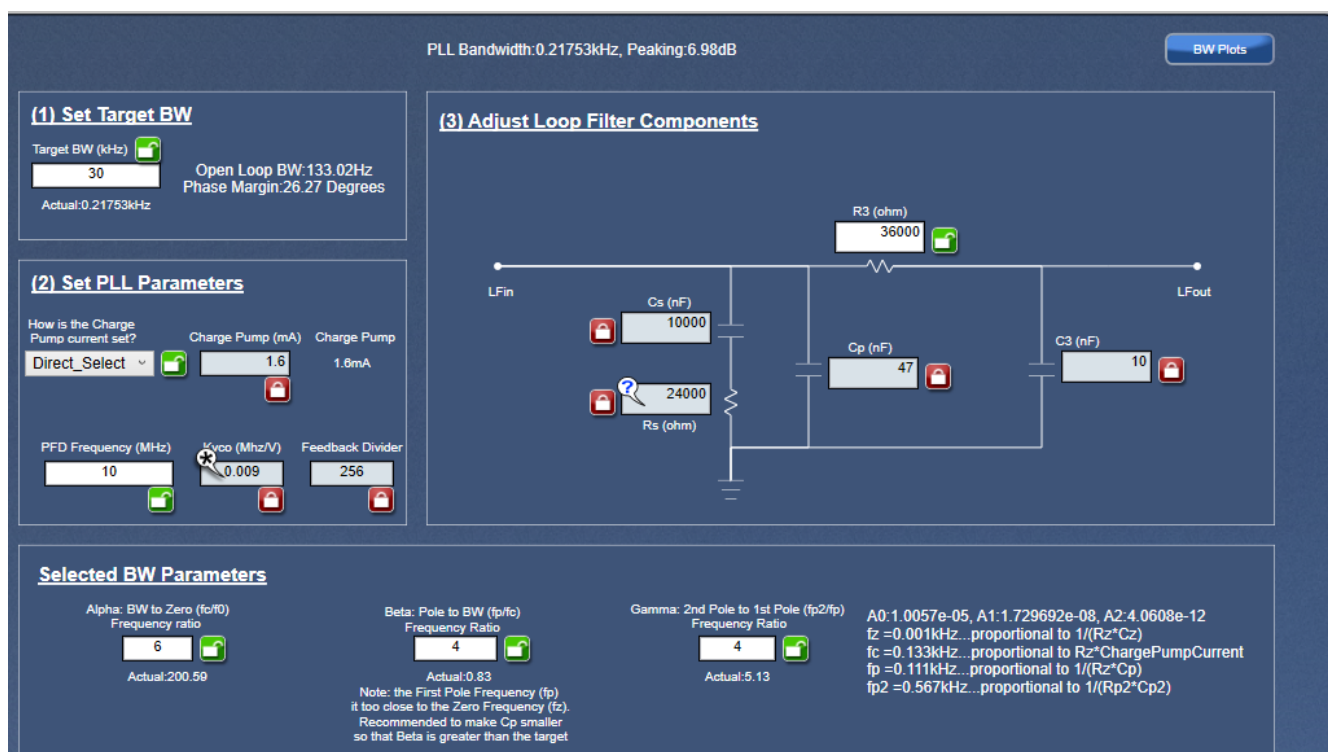 PLL Bandwidth:0.21753kHz, Peaking:6.98dB
BW Plots
(1) Set Target BW
Target BW (kHz)
30
Open Loop BW:133.02Hz
Phase Margin:26.27 Degrees
Actual:0.21753kHz
(2) Set PLL Parameters
How is the Charge
Pump current set?
Direct_Select
Charge Pump (mA)
1.6
Charge Pump
1.6mA
PFD Frequency (MHz)
10
Kvco (Mhz/V)
0.009
Feedback Divider
256
(3) Adjust Loop Filter Components
R3 (ohm)
36000
LFin
LFout
Cs (nF)
10000
Cp (nF)
47
C3 (nF)
10
?
24000
Rs (ohm)
Selected BW Parameters
Alpha: BW to Zero (fc/f0)
Frequency ratio
6
Actual:200.59
Beta: Pole to BW (fp/fc)
Frequency Ratio
4
Actual:0.83
Note: the First Pole Frequency (fp)
it too close to the Zero Frequency (fz).
Recommended to make Cp smaller
so that Beta is greater than the target
Gamma: 2nd Pole to 1st Pole (fp2/fp)
Frequency Ratio
4
Actual:5.13
A0:1.0057e-05, A1:1.729692e-08, A2:4.0608e-12
fz =0.001kHz...proportional to 1/(Rz*Cz)
fc =0.133kHz...proportional to Rz*ChargePumpCurrent
fp =0.111kHz...proportional to 1/(Rz*Cp)
fp2 =0.567kHz...proportional to 1/(Rp2*Cp2)